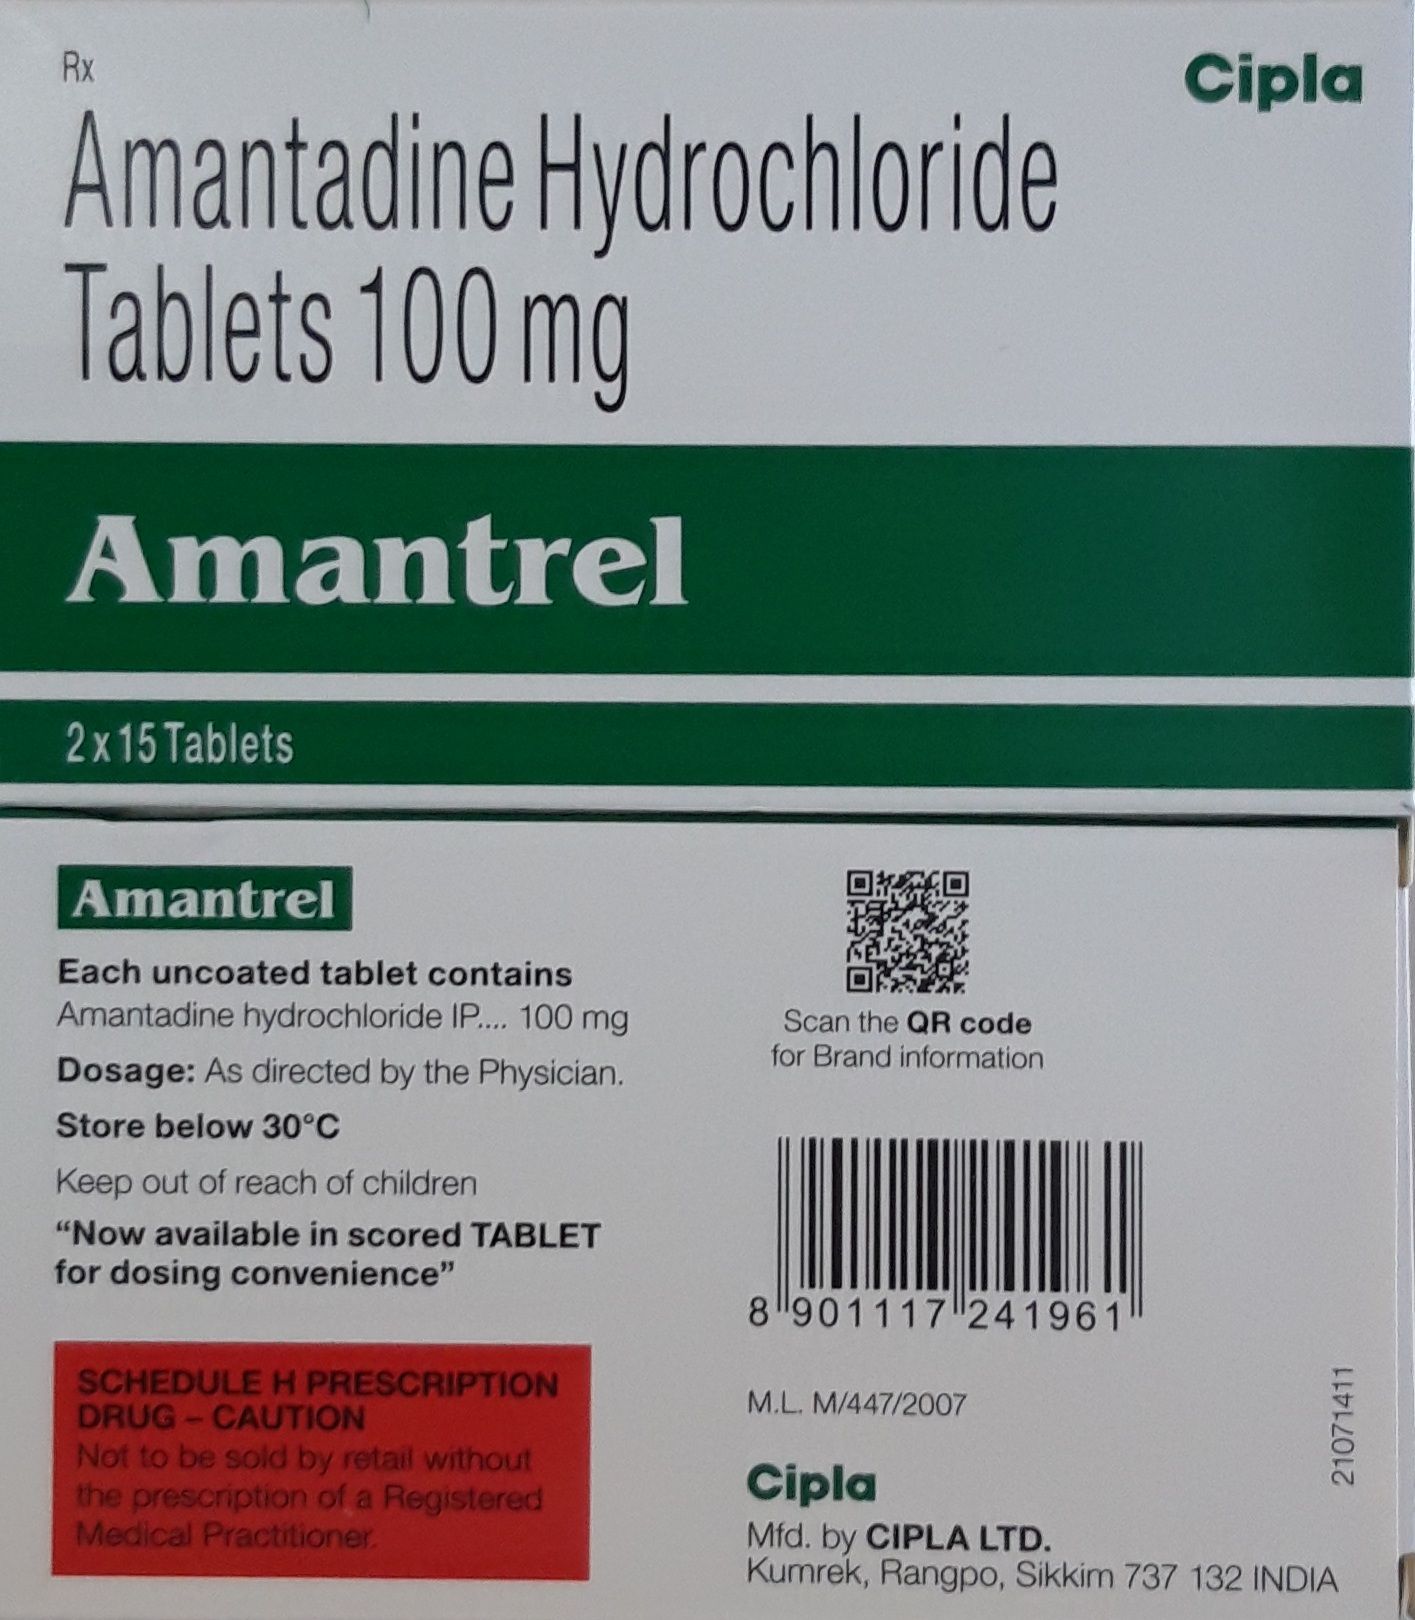 Rx
Cipla
Amantadine Hydrochloride
Tablets 100 mg
Amantrel
2 x 15 Tablets
Amantrel
Each uncoated tablet contains
Amantadine hydrochloride IP.... 100 mg
Dosage: As directed by the Physician.
Store below 30°C
Keep out of reach of children
“Now available in scored TABLET
for dosing convenience”
SCHEDULE H PRESCRIPTION
DRUG – CAUTION
Not to be sold by retail without
the prescription of a Registered
Medical Practitioner.
Scan the QR code
for Brand information
8 901117 241961
M.L. M/447/2007
Cipla
Mfd. by CIPLA LTD.
Kumrek, Rangpo, Sikkim 737 132 INDIA
21071411